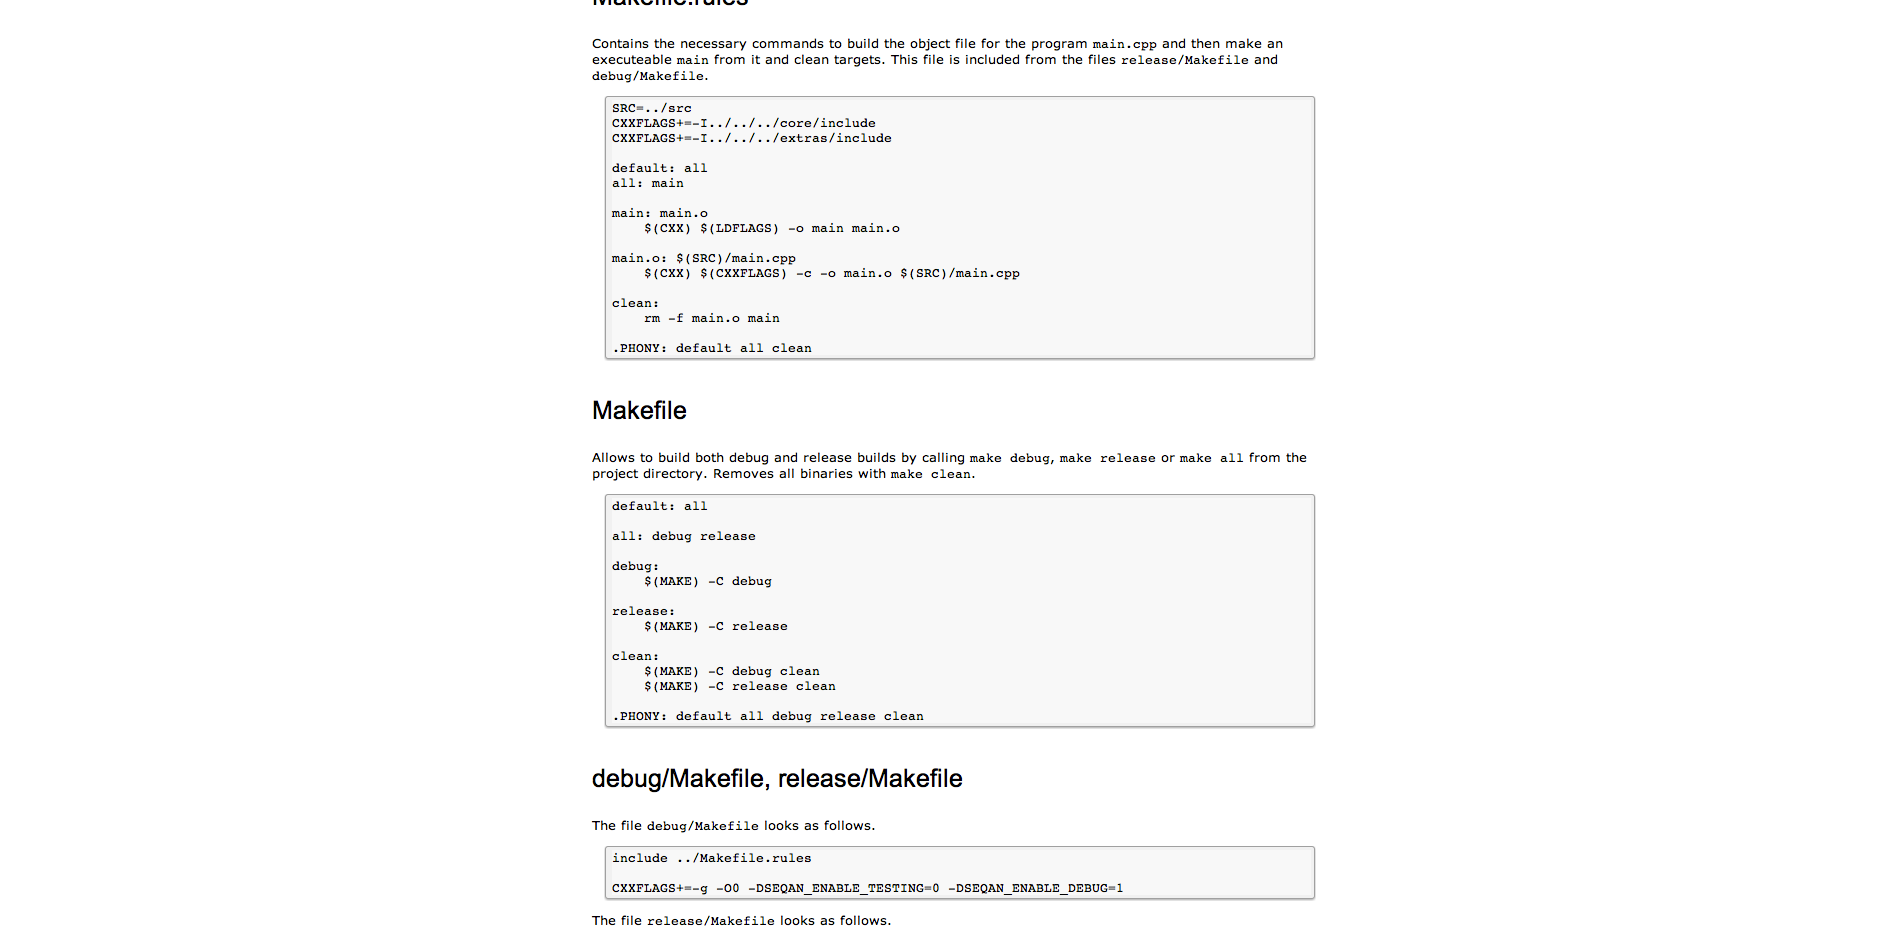 Makefile.rules
Contains the necessary commands to build the object file for the program main.cpp and then make an
executeable main from it and clean targets. This file is included from the files release/Makefile and
debug/Makefile.
SRC=../src
CXXFLAGS+=-I../../../core/include
CXXFLAGS+=-I../../../extras/include
default: all
all: main
main: main.o
$(CXX) $(LDFLAGS) -o main main.o
main.o: $(SRC)/main.cpp
$(CXX) $(CXXFLAGS) -c -o main.o $(SRC)/main.cpp
clean:
rm -f main.o main
.PHONY: default all clean
Makefile
Allows to build both debug and release builds by calling make debug, make release or make all from the
project directory. Removes all binaries with make clean.
default: all
all: debug release
debug:
$(MAKE) -C debug
release:
$(MAKE) -C release
clean:
$(MAKE) -C debug clean
$(MAKE) -C release clean
.PHONY: default all debug release clean
debug/Makefile, release/Makefile
The file debug/Makefile looks as follows.
include ../Makefile.rules
CXXFLAGS+=-g -O0 -DSEQAN_ENABLE_TESTING=0 -DSEQAN_ENABLE_DEBUG=1
The file release/Makefile looks as follows.